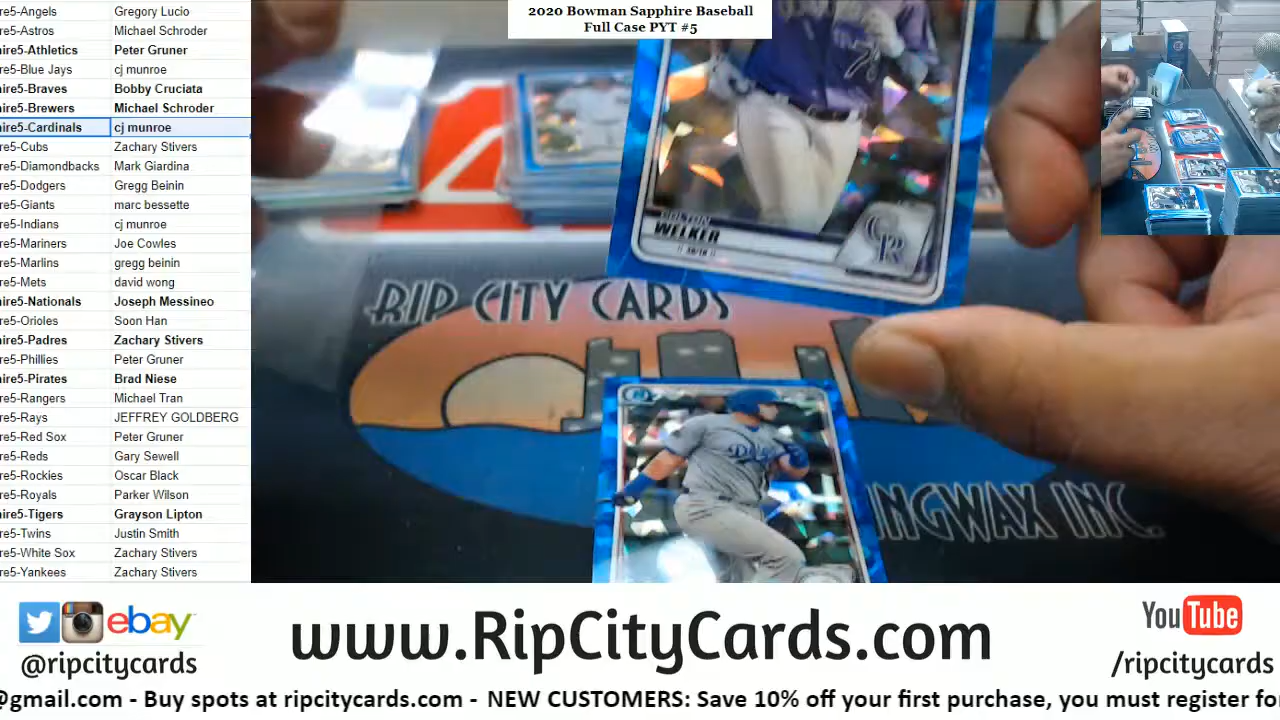 2020 Bowman Sapphire Baseball
Full Case PYT #5
re5-Angels Gregory Lucio
re5-Astros Michael Schroder
ire5-Athletics Peter Gruner
re5-Blue Jays cj munroe
ire5-Braves Bobby Cruciata
ire5-Brewers Michael Schroder
ire5-Cardinals cj munroe
re5-Cubs Zachary Stivers
re5-Diamondbacks Mark Giardina
re5-Dodgers Gregg Beinin
re5-Giants marc bessette
re5-Indians cj munroe
re5-Mariners Joe Cowles
re5-Marlins gregg beinin
re5-Mets david wong
ire5-Nationals Joseph Messineo
re5-Orioles Soon Han
ire5-Padres Zachary Stivers
re5-Phillies Peter Gruner
ire5-Pirates Brad Niese
re5-Rangers Michael Tran
re5-Rays JEFFREY GOLDBERG
re5-Red Sox Peter Gruner
re5-Reds Gary Sewell
re5-Rockies Oscar Black
re5-Royals Parker Wilson
ire5-Tigers Grayson Lipton
re5-Twins Justin Smith
re5-White Sox Zachary Stivers
re5-Yankees Zachary Stivers
WELKER
CR
RIP CITY CARDS
INGWAX INC.
ebay
@ripcitycards
www.RipCityCards.com
YouTube
/ripcitycards
@gmail.com - Buy spots at ripcitycards.com - NEW CUSTOMERS: Save 10% off your first purchase, you must register fo